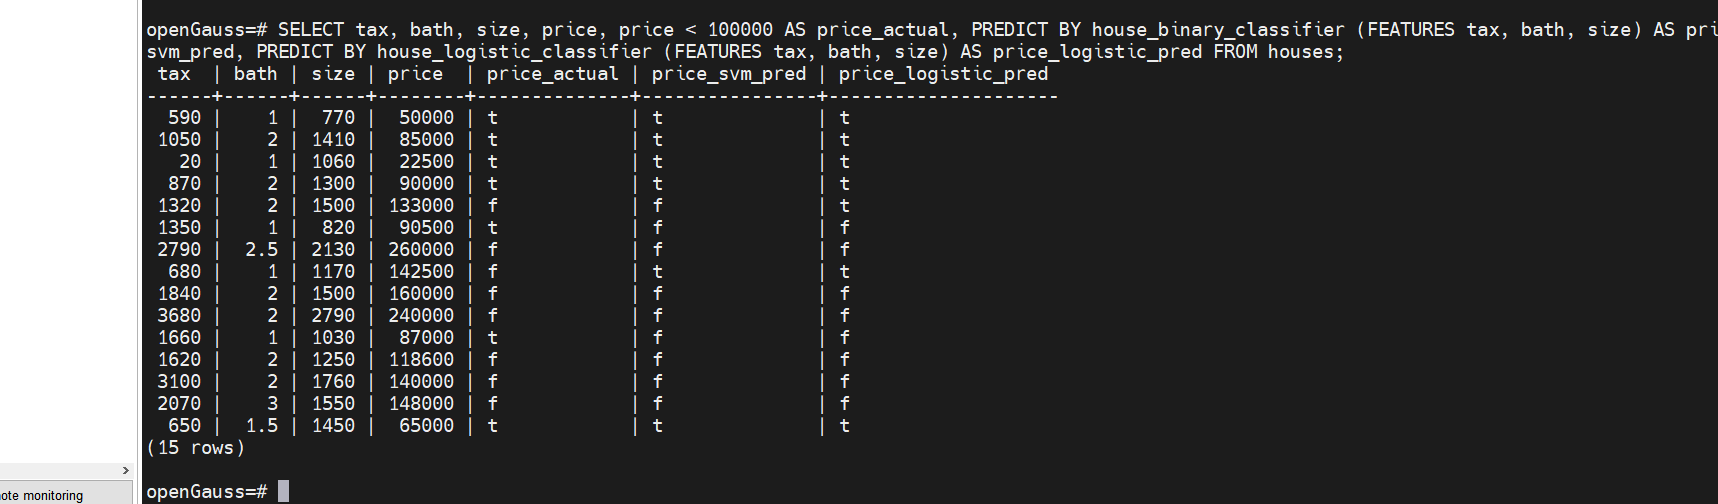 openGauss=# SELECT tax, bath, size, price, price < 100000 AS price_actual, PREDICT BY house_binary_classifier (FEATURES tax, bath, size) AS pri
svm_pred, PREDICT BY house_logistic_classifier (FEATURES tax, bath, size) AS price_logistic_pred FROM houses;
 tax  | bath | size | price  | price_actual | price_svm_pred | price_logistic_pred
------+------+------+--------+--------------+----------------+---------------------
  590 |    1 |  770 |  50000 | t            | t              | t
 1050 |    2 | 1410 |  85000 | t            | t              | t
   20 |    1 | 1060 |  22500 | t            | t              | t
  870 |    2 | 1300 |  90000 | t            | t              | t
 1320 |    2 | 1500 | 133000 | f            | f              | t
 1350 |    1 |  820 |  90500 | t            | f              | f
 2790 |  2.5 | 2130 | 260000 | f            | f              | f
  680 |    1 | 1170 | 142500 | f            | t              | t
 1840 |    2 | 1500 | 160000 | f            | f              | f
 3680 |    2 | 2790 | 240000 | f            | f              | f
 1660 |    1 | 1030 |  87000 | t            | f              | f
 1620 |    2 | 1250 | 118600 | f            | f              | f
 3100 |    2 | 1760 | 140000 | f            | f              | f
 2070 |    3 | 1550 | 148000 | f            | f              | f
  650 |  1.5 | 1450 |  65000 | t            | t              | t
(15 rows)
openGauss=#
ote monitoring